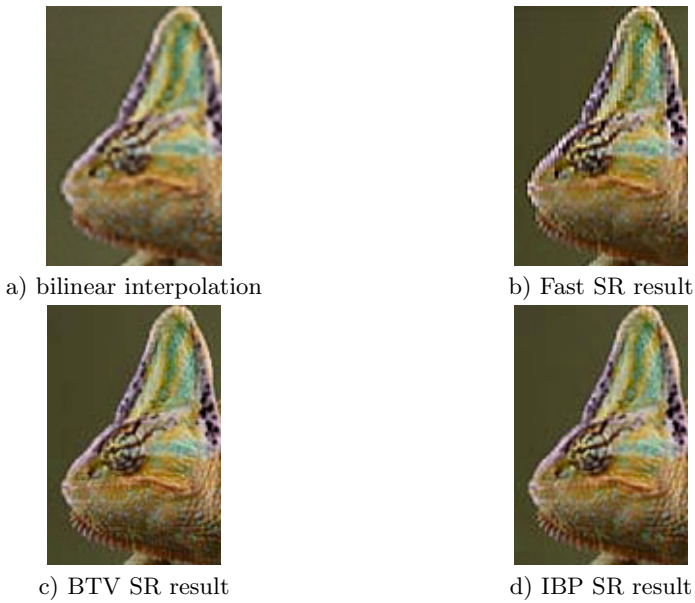 a) bilinear interpolation
b) Fast SR result
c) BTV SR result
d) IBP SR result